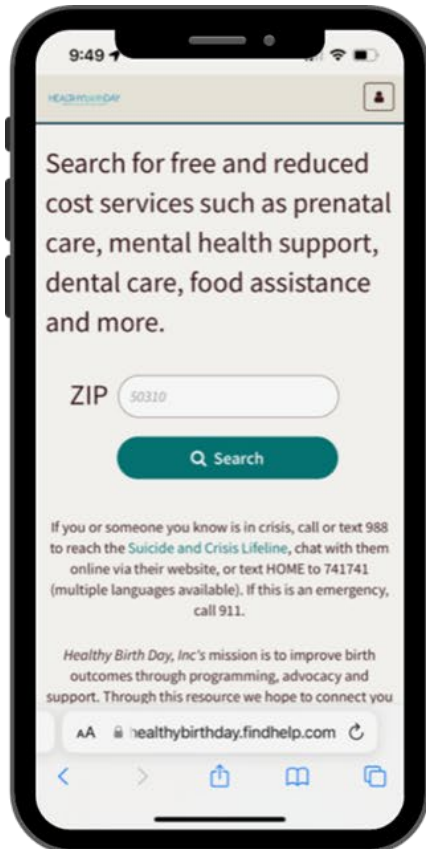 9:49
HEALTHYbirthDAY
Search for free and reduced
cost services such as prenatal
care, mental health support,
dental care, food assistance
and more.
ZIP 50310
Search
If you or someone you know is in crisis, call or text 988
to reach the Suicide and Crisis Lifeline, chat with them
online via their website, or text HOME to 741741
(multiple languages available). If this is an emergency,
call 911.
Healthy Birth Day, Inc's mission is to improve birth
outcomes through programming, advocacy and
support. Through this resource we hope to connect you
AA healthybirthday.findhelp.com